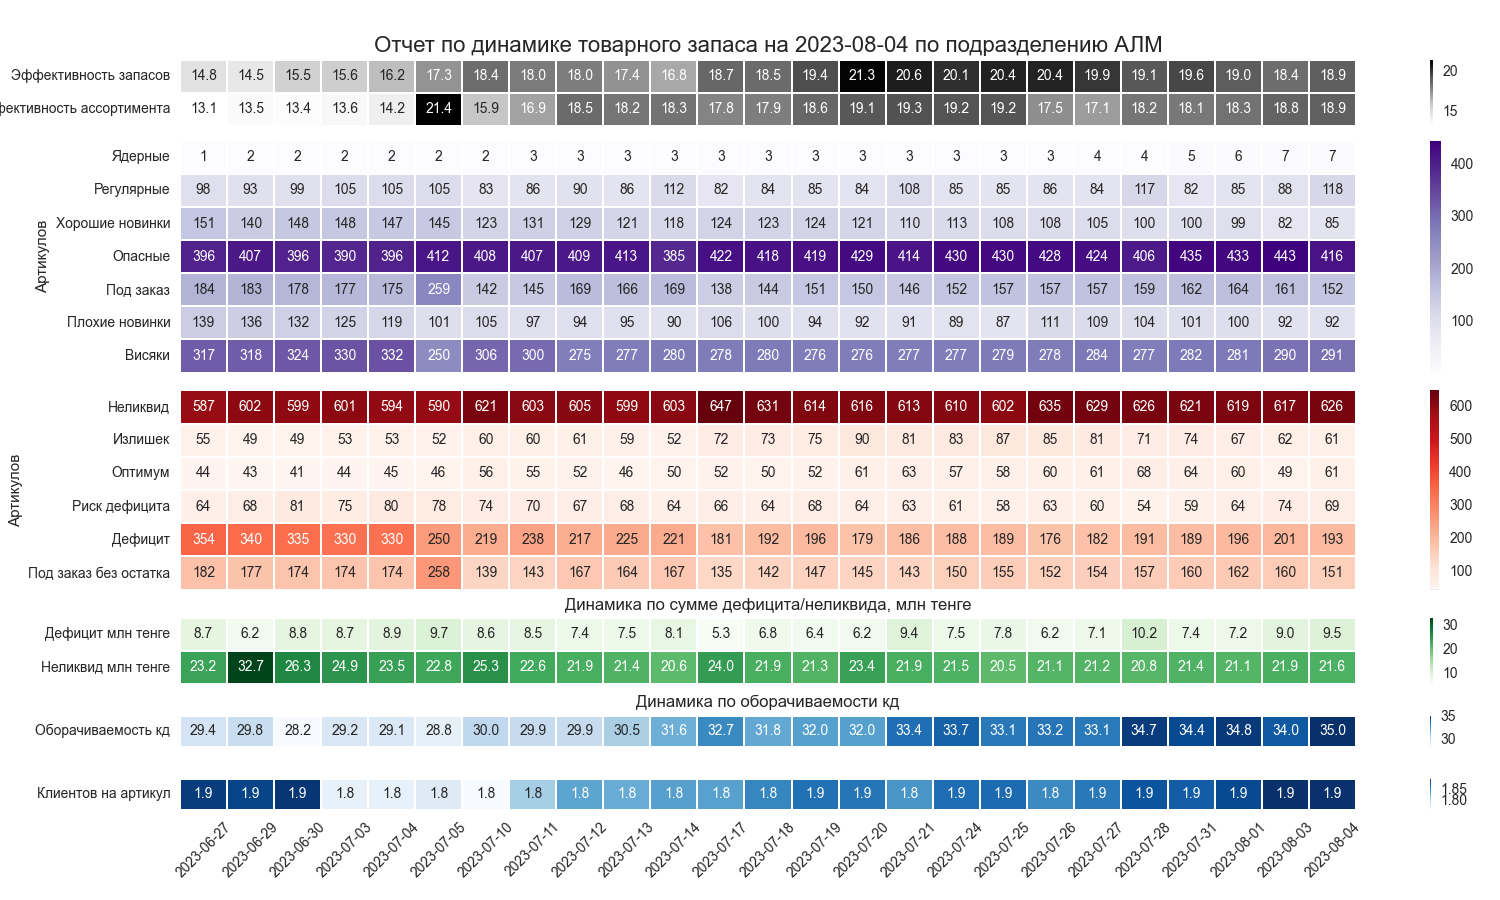 Отчет по динамике товарного запаса на 2023-08-04 по подразделению АЛМ
Эффективность запасов 14.8 14.5 15.5 15.6 16.2 17.3 18.4 18.0 18.0 17.4 16.8 18.7 18.5 19.4 21.3 20.6 20.1 20.4 20.4 19.9 19.1 19.6 19.0 18.4 18.9
фективность ассортимента 13.1 13.5 13.4 13.6 14.2 21.4 15.9 16.9 18.5 18.2 18.3 17.8 17.9 18.6 19.1 19.3 19.2 19.2 17.5 17.1 18.2 18.1 18.3 18.8 18.9
20
15
Артикулов
Ядерные 1 2 2 2 2 2 2 3 3 3 3 3 3 3 3 3 3 3 3 4 4 5 6 7 7
Регулярные 98 93 99 105 105 105 83 86 90 86 112 82 84 85 84 108 85 85 86 84 117 82 85 88 118
Хорошие новинки 151 140 148 148 147 145 123 131 129 121 118 124 123 124 121 110 113 108 108 105 100 100 99 82 85
Опасные 396 407 396 390 396 412 408 407 409 413 385 422 418 419 429 414 430 430 428 424 406 435 433 443 416
Под заказ 184 183 178 177 175 259 142 145 169 166 169 138 144 151 150 146 152 157 157 157 159 162 164 161 152
Плохие новинки 139 136 132 125 119 101 105 97 94 95 90 106 100 94 92 91 89 87 111 109 104 101 100 92 92
Висяки 317 318 324 330 332 250 306 300 275 277 280 278 280 276 276 277 277 279 278 284 277 282 281 290 291
400
300
200
100
Артикулов
Неликвид 587 602 599 601 594 590 621 603 605 599 603 647 631 614 616 613 610 602 635 629 626 621 619 617 626
Излишек 55 49 49 53 53 52 60 60 61 59 52 72 73 75 90 81 83 87 85 81 71 74 67 62 61
Оптимум 44 43 41 44 45 46 56 55 52 46 50 52 50 52 61 63 57 58 60 61 68 64 60 49 61
Риск дефицита 64 68 81 75 80 78 74 70 67 68 64 66 64 68 64 63 61 58 63 60 54 59 64 74 69
Дефицит 354 340 335 330 330 250 219 238 217 225 221 181 192 196 179 186 188 189 176 182 191 189 196 201 193
Под заказ без остатка 182 177 174 174 174 258 139 143 167 164 167 135 142 147 145 143 150 155 152 154 157 160 162 160 151
600
500
400
300
200
100
Динамика по сумме дефицита/неликвида, млн тенге
Дефицит млн тенге 8.7 6.2 8.8 8.7 8.9 9.7 8.6 8.5 7.4 7.5 8.1 5.3 6.8 6.4 6.2 9.4 7.5 7.8 6.2 7.1 10.2 7.4 7.2 9.0 9.5
Неликвид млн тенге 23.2 32.7 26.3 24.9 23.5 22.8 25.3 22.6 21.9 21.4 20.6 24.0 21.9 21.3 23.4 21.9 21.5 20.5 21.1 21.2 20.8 21.4 21.1 21.9 21.6
30
20
10
Динамика по оборачиваемости кд
Оборачиваемость кд 29.4 29.8 28.2 29.2 29.1 28.8 30.0 29.9 29.9 30.5 31.6 32.7 31.8 32.0 32.0 33.4 33.7 33.1 33.2 33.1 34.7 34.4 34.8 34.0 35.0
35
30
Клиентов на артикул 1.9 1.9 1.9 1.8 1.8 1.8 1.8 1.8 1.8 1.8 1.8 1.8 1.8 1.9 1.9 1.8 1.9 1.9 1.8 1.9 1.9 1.9 1.9 1.9 1.9
1.85
1.80
2023-06-27 2023-06-29 2023-06-30 2023-07-03 2023-07-04 2023-07-05 2023-07-10 2023-07-11 2023-07-12 2023-07-13 2023-07-14 2023-07-17 2023-07-18 2023-07-19 2023-07-20 2023-07-21 2023-07-24 2023-07-25 2023-07-26 2023-07-27 2023-07-28 2023-07-31 2023-08-01 2023-08-03 2023-08-04